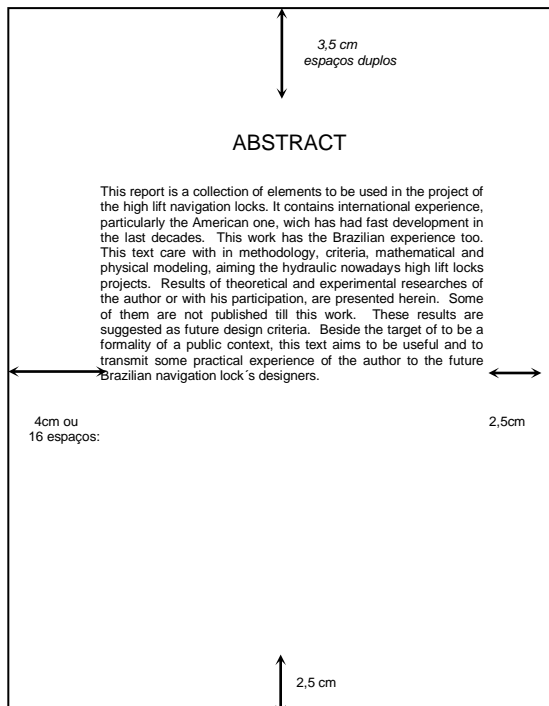 3,5 cm
espaços duplos
ABSTRACT
This report is a collection of elements to be used in the project of
the high lift navigation locks. It contains international experience,
particularly the American one, wich has had fast development in
the last decades. This work has the Brazilian experience too.
This text care with in methodology, criteria, mathematical and
physical modeling, aiming the hydraulic nowadays high lift locks
projects. Results of theoretical and experimental researches of
the author or with his participation, are presented herein. Some
of them are not published till this work. These results are
suggested as future design criteria. Beside the target of to be a
formality of a public context, this text aims to be useful and to
transmit some practical experience of the author to the future
Brazilian navigation lock´s designers.
4cm ou
16 espaços:
2,5cm
2,5 cm